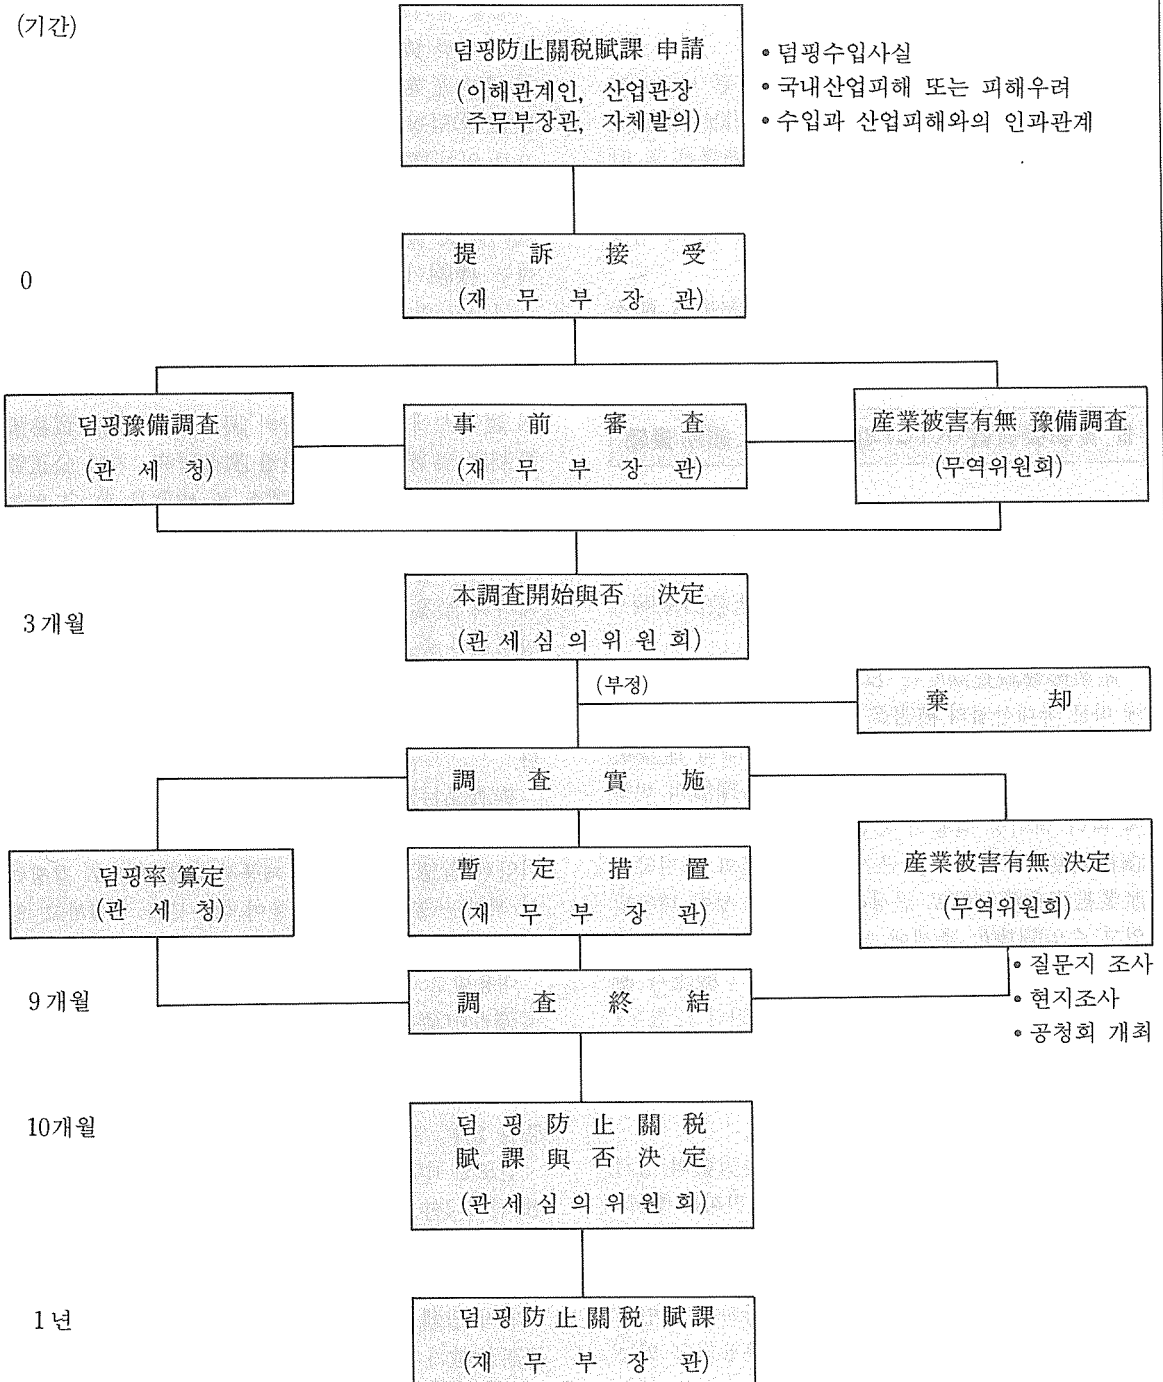 (기간)
덤핑防止關税賦課 申請
(이해관계인, 산업관장
주무부장관, 자체발의)
• 덤핑수입사실
• 국내산업피해 또는 피해우려
• 수입과 산업피해와의 인과관계
0
提 訴 接 受
(재 무 부 장 관)
덤핑豫備調査
(관 세 청)
事 前 審 査
(재 무 부 장 관)
産業被害有無 豫備調査
(무역위원회)
3개월
本調査開始與否 決定
(관 세 심 의 위 원 회)
(부정)
棄 却
調 査 實 施
덤핑率 算定
(관 세 청)
暫 定 措 置
(재 무 부 장 관)
産業被害有無 決定
(무역위원회)
• 질문지 조사
• 현지조사
• 공청회 개최
9개월
調 査 終 結
10개월
덤 핑 防 止 關 税
賦 課 與 否 決 定
(관 세 심 의 위 원 회)
1년
덤핑防止關税 賦課
(재 무 부 장 관)